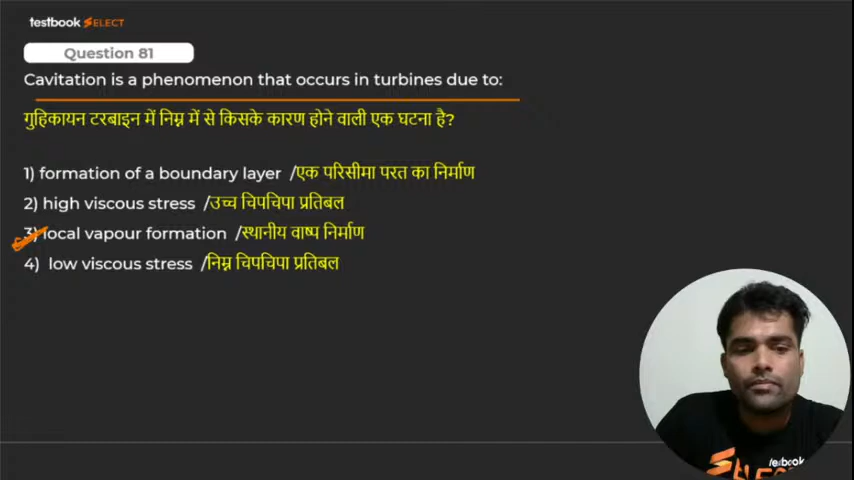 testbook SELECT
Question 81
Cavitation is a phenomenon that occurs in turbines due to:
गुहिकायन टरबाइन में निम्न में से किसके कारण होने वाली एक घटना है?
1) formation of a boundary layer /एक परिसीमा परत का निर्माण
2) high viscous stress /उच्च चिपचिपा प्रतिबल
3) local vapour formation /स्थानीय वाष्प निर्माण
4) low viscous stress /निम्न चिपचिपा प्रतिबल
testbook